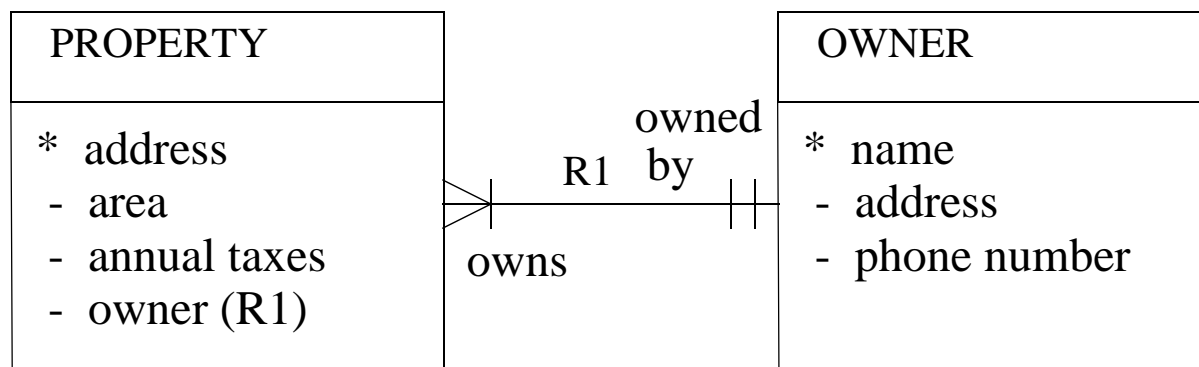 PROPERTY
* address
- area
- annual taxes
- owner (R1)
R1
owned
by
owns
OWNER
* name
- address
- phone number